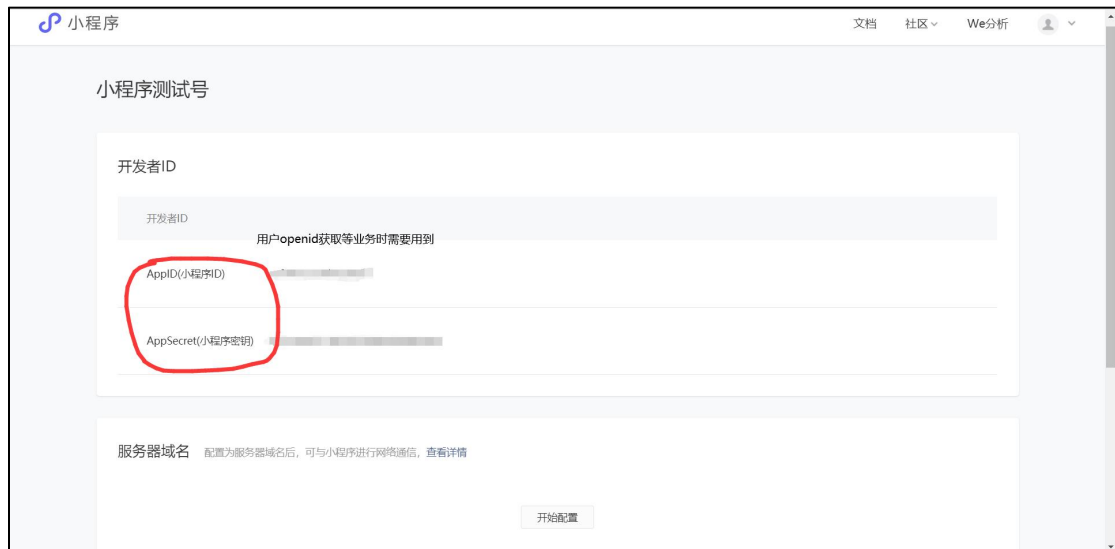 小程序
文档 社区 We分析
小程序测试号
开发者ID
开发者ID
用户openid获取等业务时需要用到
AppID(小程序ID)
AppSecret(小程序密钥)
服务器域名 配置为服务器域名后，可与小程序进行网络通信，查看详情
开始配置